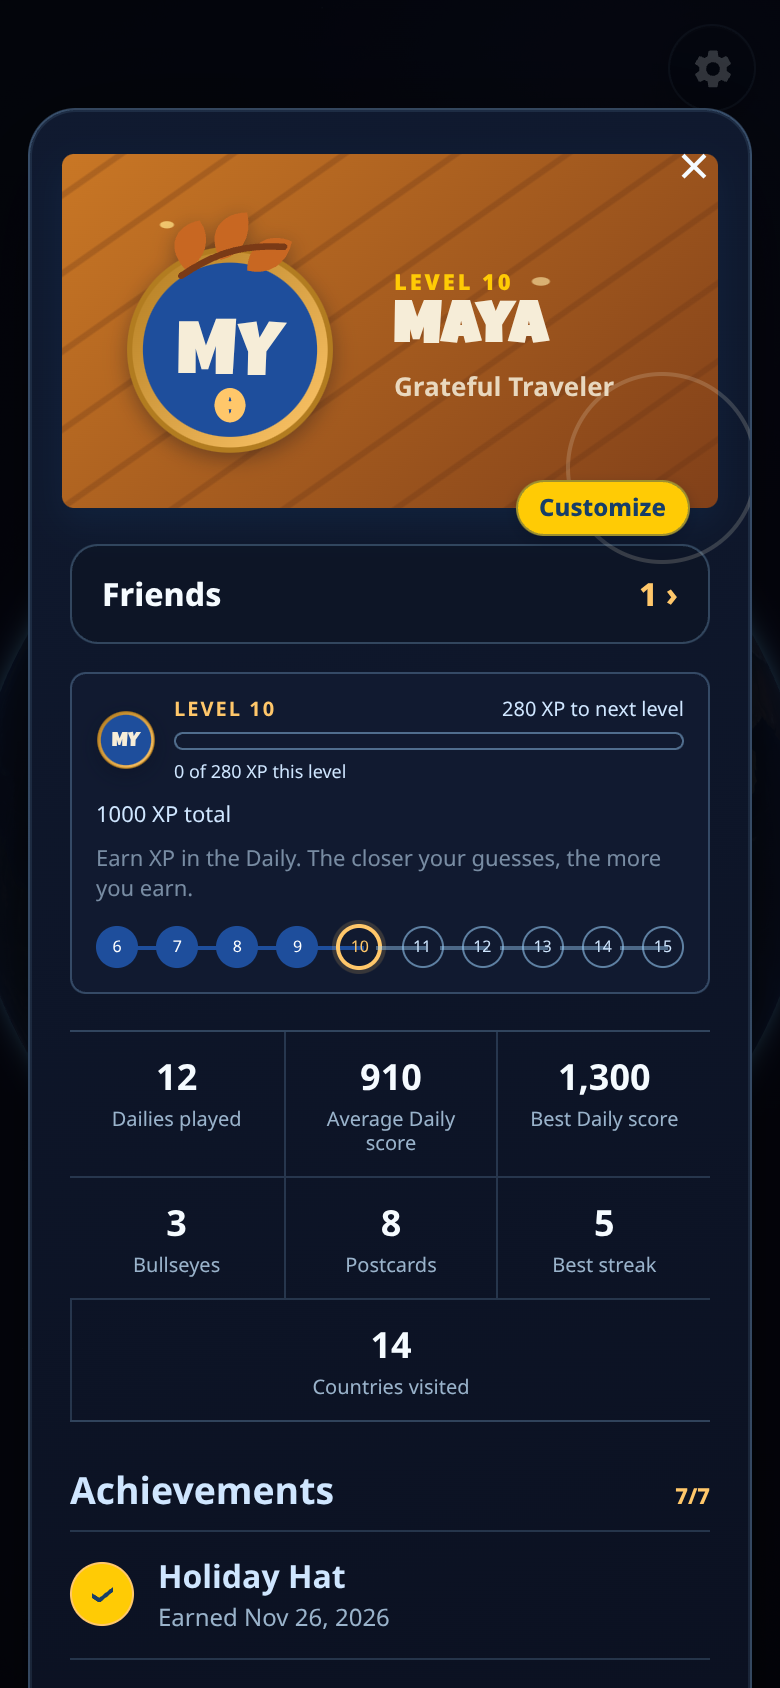 LEVEL 10
MAYA
MY
Grateful Traveler
Customize
Friends
1 ›
LEVEL 10
280 XP to next level
MY
0 of 280 XP this level
1000 XP total
Earn XP in the Daily. The closer your guesses, the more
you earn.
6 7 8 9 10 11 12 13 14 15
12
Dailies played
910
Average Daily
score
1,300
Best Daily score
3
Bullseyes
8
Postcards
5
Best streak
14
Countries visited
Achievements
7/7
Holiday Hat
Earned Nov 26, 2026